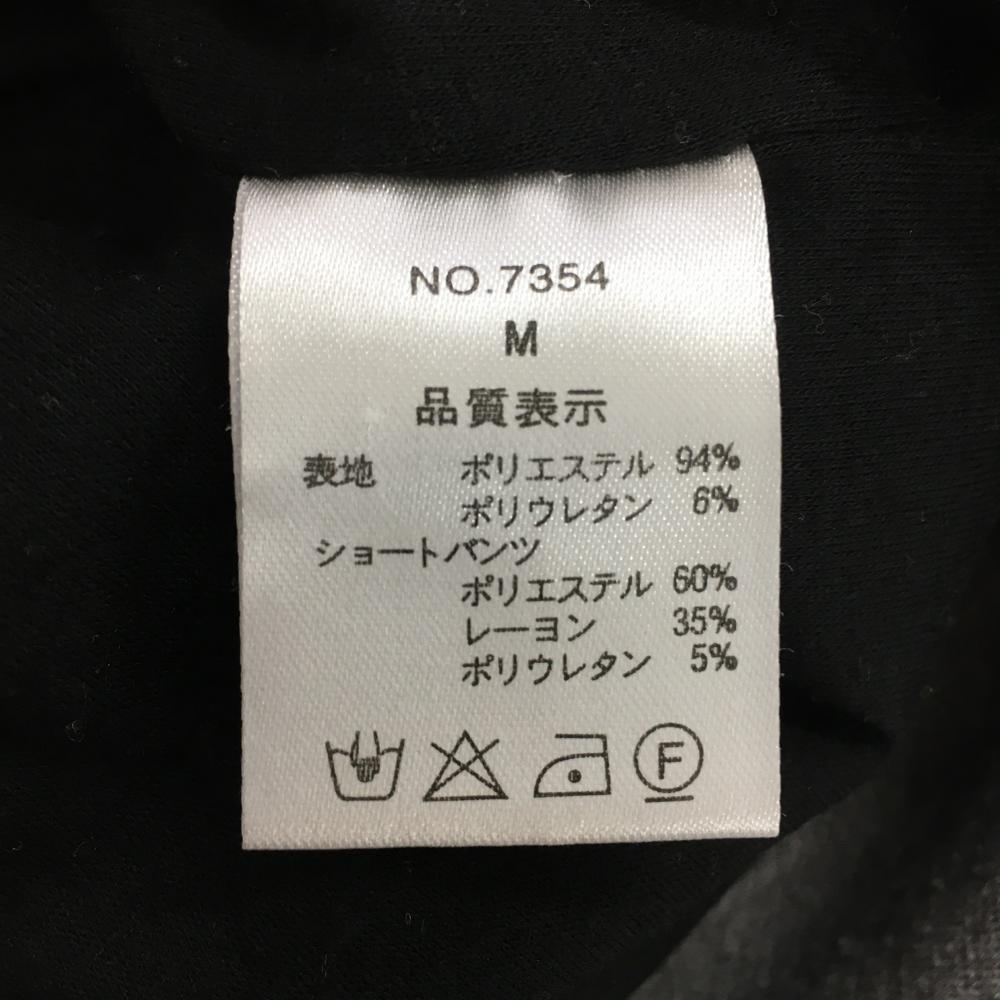 NO.7354
M
品質表示
表地 ポリエステル 94%
ポリウレタン 6%
ショートパンツ
ポリエステル 60%
レーヨン 35%
ポリウレタン 5%
F